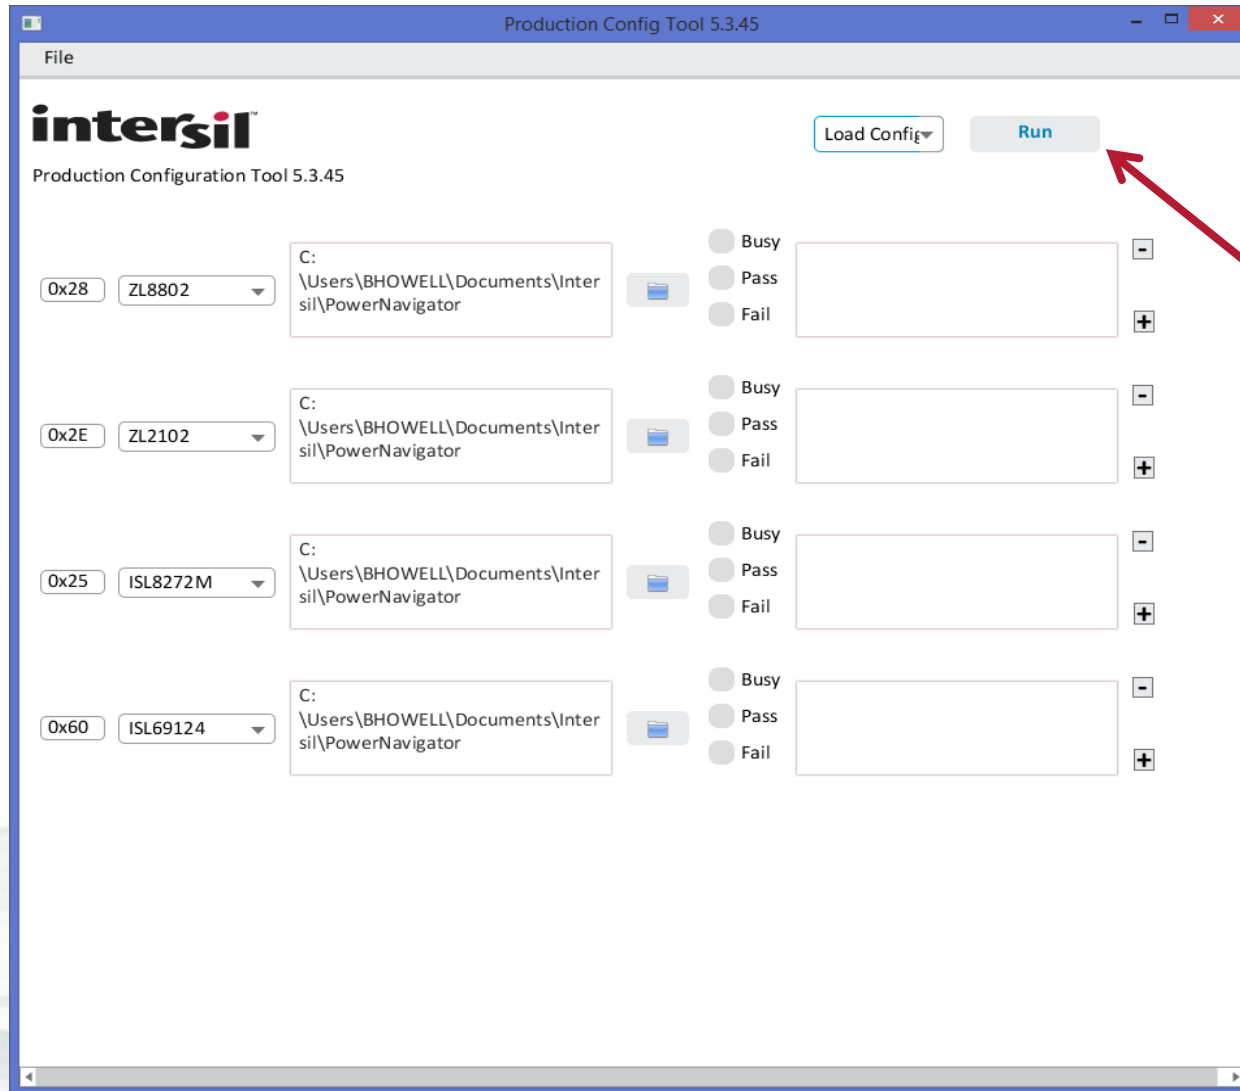 Production Config Tool 5.3.45
File
intersil™
Load Config
Run
Production Configuration Tool 5.3.45
0x28
ZL8802
C:
\Users\BHOWELL\Documents\Inter
sil\PowerNavigator
Busy
Pass
Fail
-
+
0x2E
ZL2102
C:
\Users\BHOWELL\Documents\Inter
sil\PowerNavigator
Busy
Pass
Fail
-
+
0x25
ISL8272M
C:
\Users\BHOWELL\Documents\Inter
sil\PowerNavigator
Busy
Pass
Fail
-
+
0x60
ISL69124
C:
\Users\BHOWELL\Documents\Inter
sil\PowerNavigator
Busy
Pass
Fail
-
+